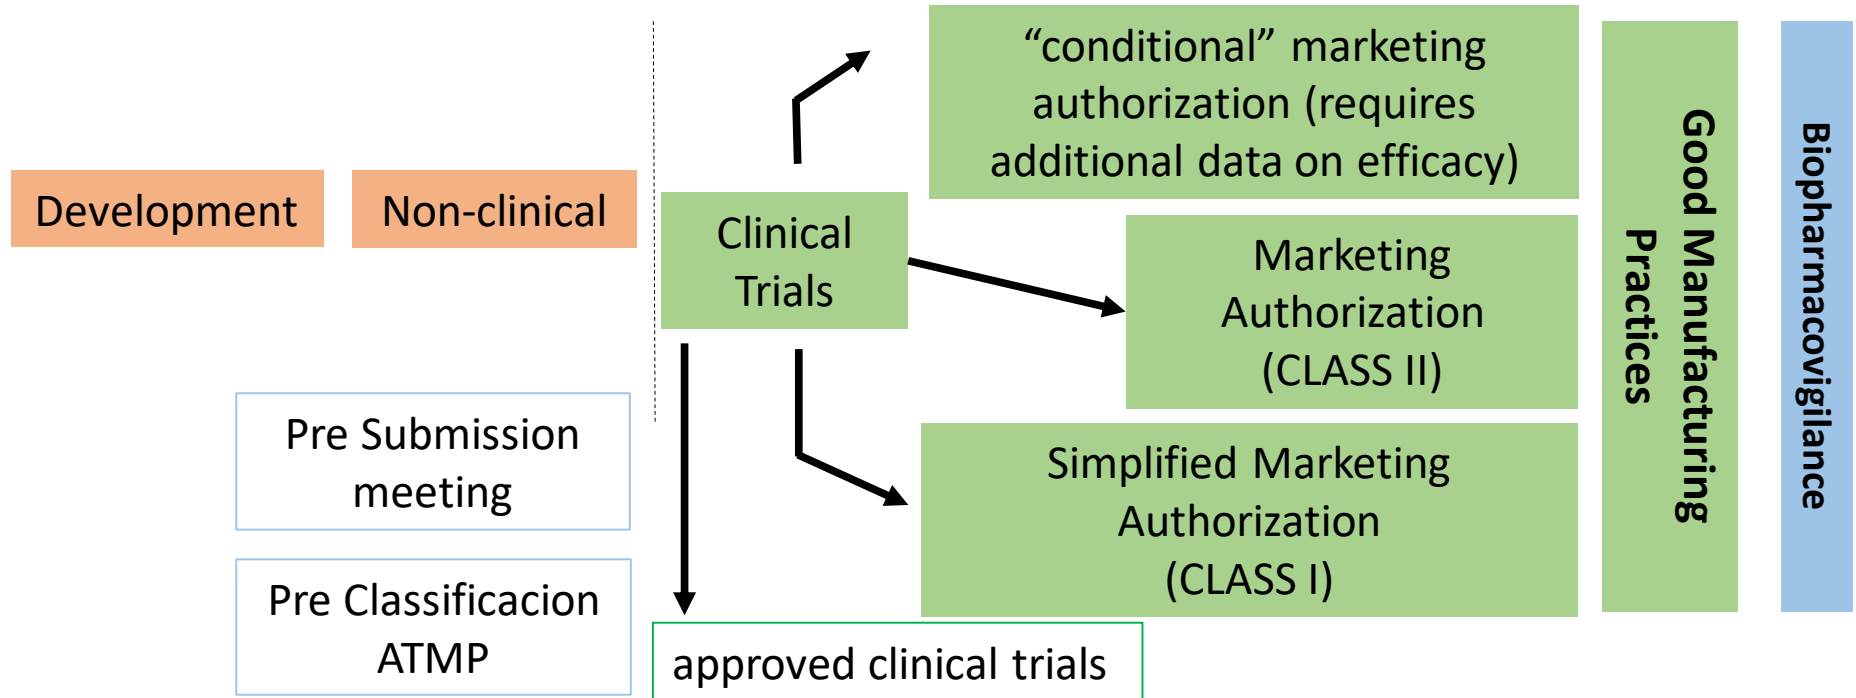 Development
Non-clinical
Clinical
Trials
“conditional” marketing
authorization (requires
additional data on efficacy)
Marketing
Authorization
(CLASS II)
Simplified Marketing
Authorization
(CLASS I)
Good Manufacturing
Practices
Biopharmacovigilance
Pre Submission
meeting
Pre Classificacion
ATMP
approved clinical trials